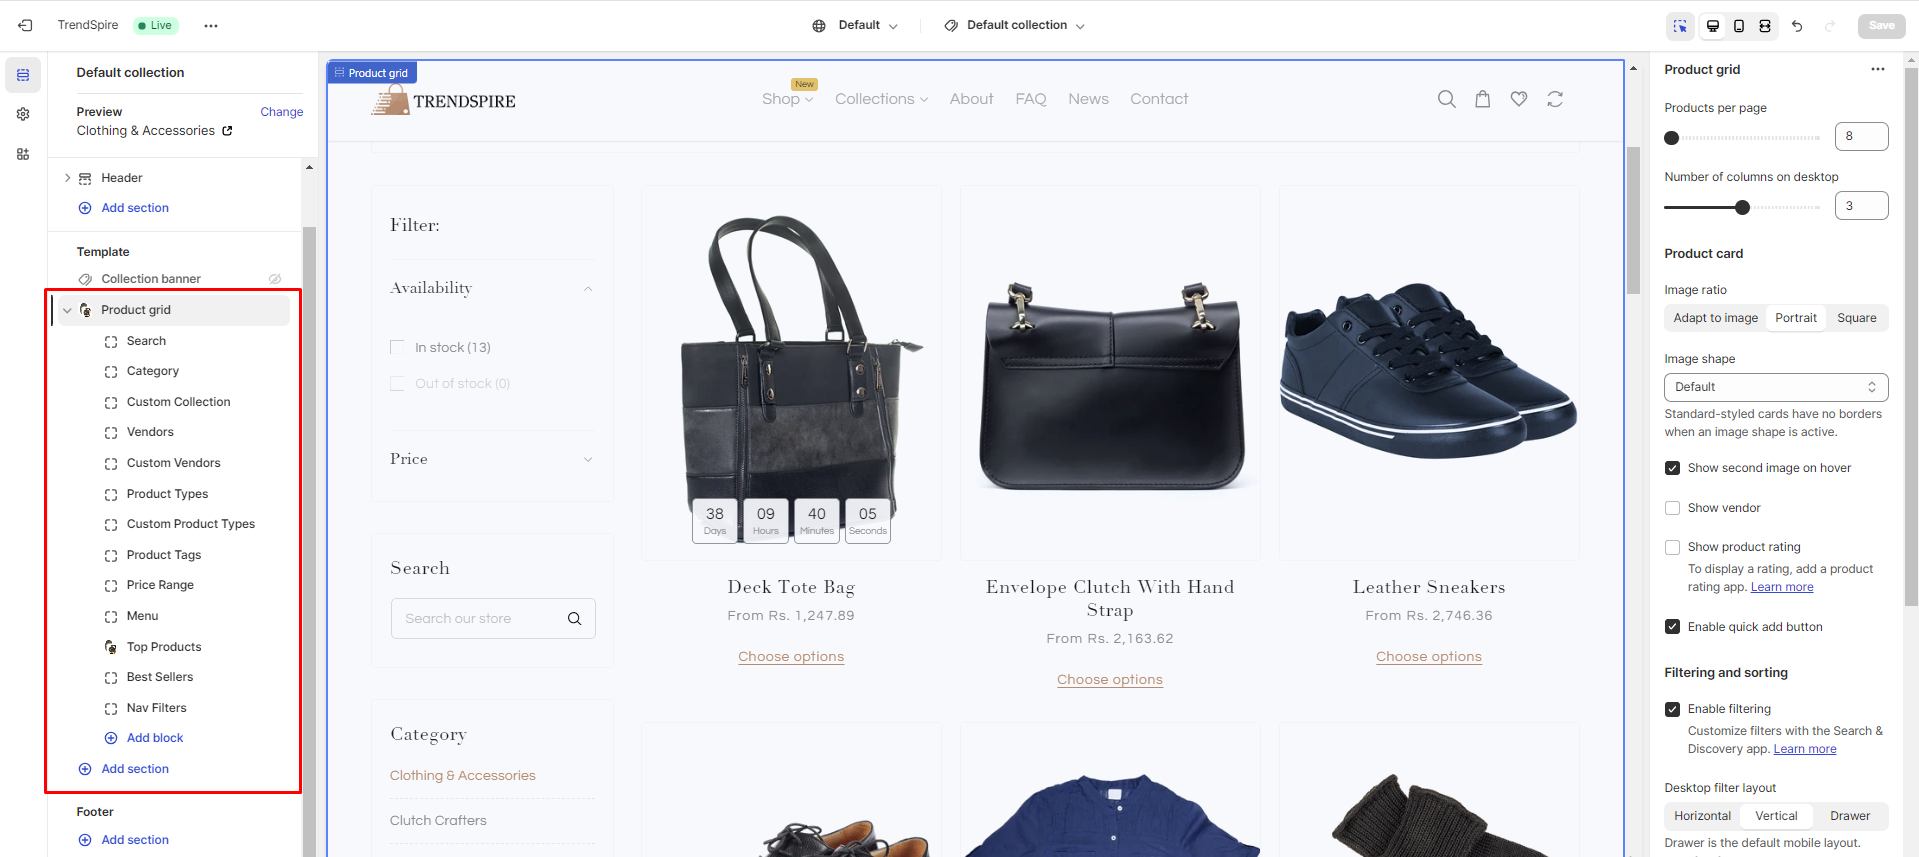 TrendSpire
Live
Default
Default collection
Save
Default collection
Preview
Change
Clothing & Accessories
Header
Add section
Template
Collection banner
Product grid
Search
Category
Custom Collection
Vendors
Custom Vendors
Product Types
Custom Product Types
Product Tags
Price Range
Menu
Top Products
Best Sellers
Nav Filters
Add block
Add section
Footer
Add section
Product grid
TRENDSPIRE
New
Shop
Collections
About
FAQ
News
Contact
Filter:
Availability
In stock (13)
Out of stock (0)
Price
Search
Search our store
Category
Clothing & Accessories
Clutch Crafters
38 09 40 05
Days Hours Minutes Seconds
Deck Tote Bag
From Rs. 1,247.89
Choose options
Envelope Clutch With Hand
Strap
From Rs. 2,163.62
Choose options
Leather Sneakers
From Rs. 2,746.36
Choose options
Product grid
Products per page
8
Number of columns on desktop
3
Product card
Image ratio
Adapt to image Portrait Square
Image shape
Default
Standard-styled cards have no borders
when an image shape is active.
Show second image on hover
Show vendor
Show product rating
To display a rating, add a product
rating app. Learn more
Enable quick add button
Filtering and sorting
Enable filtering
Customize filters with the Search &
Discovery app. Learn more
Desktop filter layout
Horizontal Vertical Drawer
Drawer is the default mobile layout.